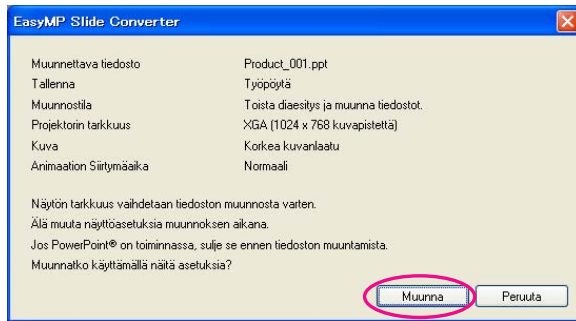 EasyMP Slide Converter
Muunnettava tiedosto Product_001.ppt
Tallenna Työpöytä
Muunnostila Toista diaesitys ja muunna tiedostot.
Projektorin tarkkuus XGA (1024 x 768 kuvapistettä)
Kuva Korkea kuvanlaatu
Animaation Siirtymäaika Normaali
Näytön tarkkuus vaihdetaan tiedoston muunnosta varten.
Älä muuta näyttöasetuksia muunnoksen aikana.
Jos PowerPoint® on toiminnassa, sulje se ennen tiedoston muuntamista.
Muunnatko käyttämällä näitä asetuksia?
Muunna Peruuta